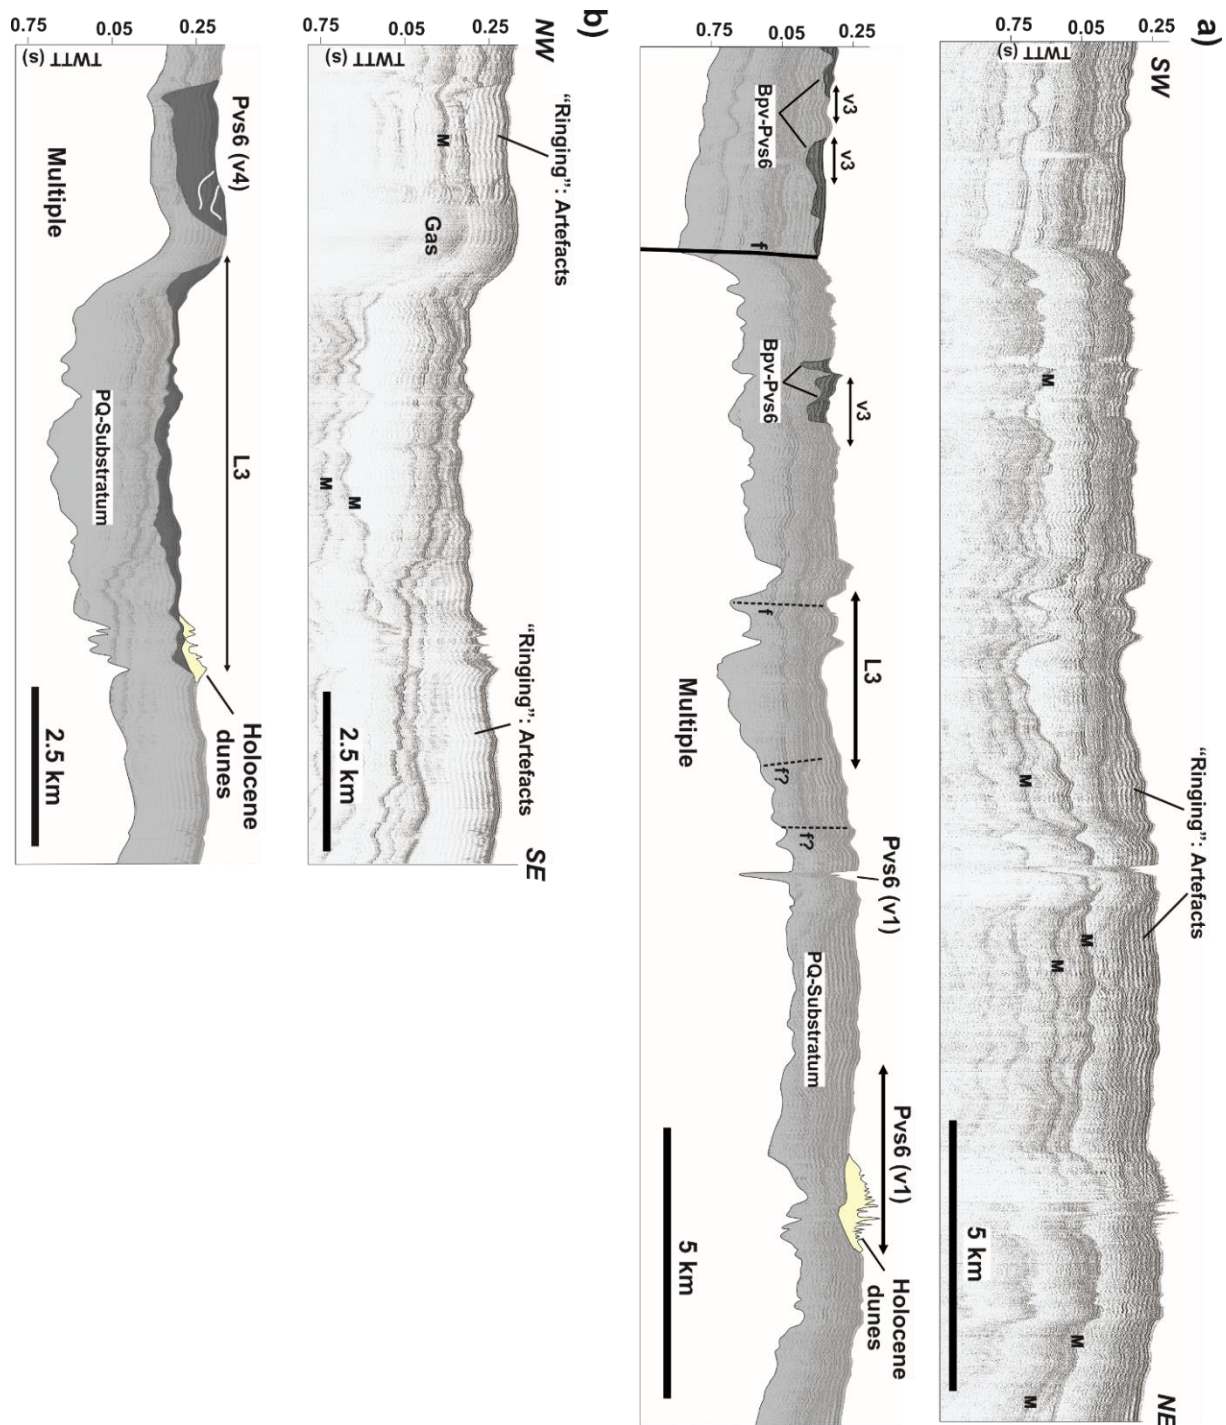 a)
SW
NE
0.25
0.05
0.75
TWTT (s)
"Ringing": Artefacts
M
M
M
M
M
M
5 km
0.25
0.05
0.75
v3
v3
Bpv-Pvs6
f
v3
Bpv-Pvs6
L3
f
f?
f?
Multiple
Pvs6 (v1)
PQ-Substratum
Pvs6 (v1)
Holocene
dunes
5 km
b)
NW
SE
0.25
0.05
0.75
TWTT (s)
"Ringing": Artefacts
"Ringing": Artefacts
M
Gas
M
M
2.5 km
0.25
0.05
0.75
TWTT (s)
Pvs6 (v4)
Multiple
L3
PQ-Substratum
Holocene
dunes
2.5 km